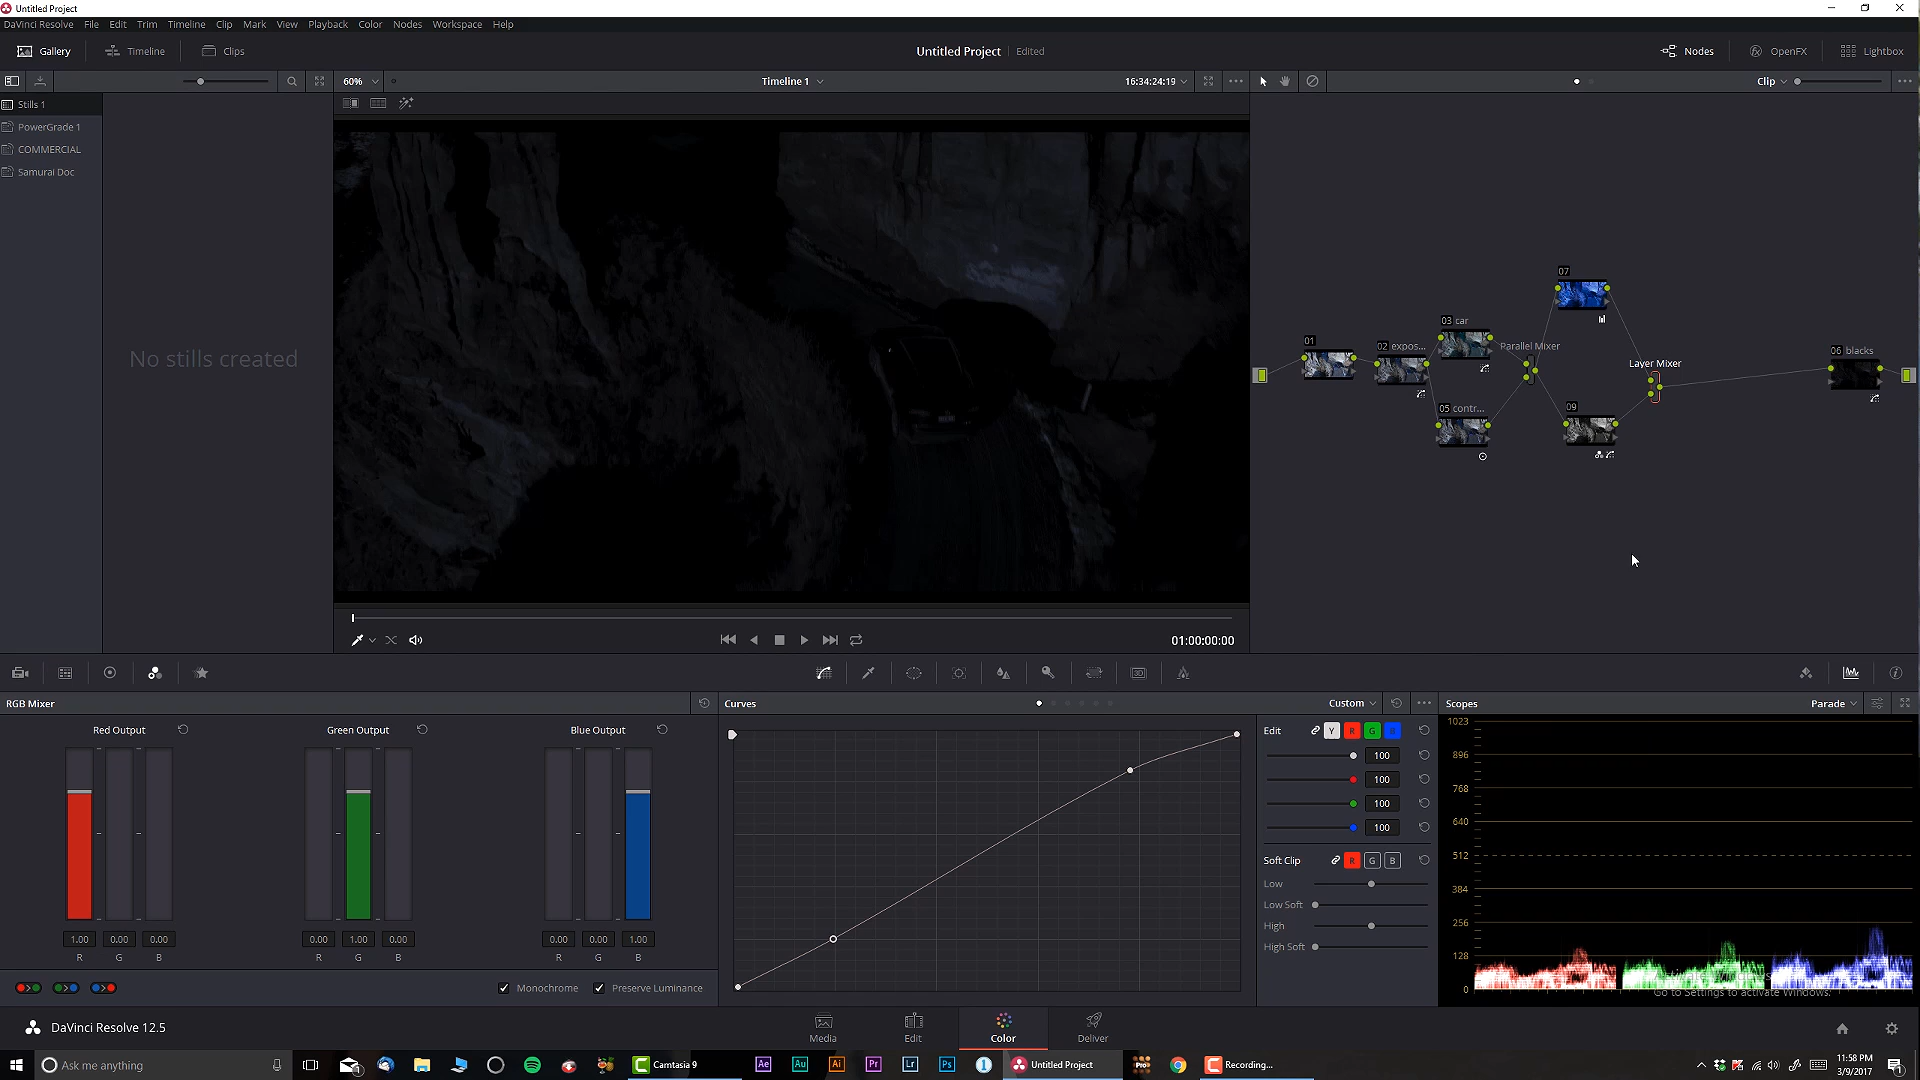 Untitled Project
DaVinci Resolve File Edit Trim Timeline Clip Mark View Playback Color Nodes Workspace Help
Gallery Timeline Clips Untitled Project Edited Nodes OpenFX Lightbox
60% Timeline 1 16:34:24:19 Clip
Stills 1
PowerGrade 1
COMMERCIAL
Samurai Doc
No stills created
07
03 car
01
02 expos...
Parallel Mixer
Layer Mixer
06 blacks
05 contr...
09
01:00:00:00
RGB Mixer Curves Custom Scopes Parade
Red Output Green Output Blue Output
Edit Y R G B
100
100
100
100
Soft Clip R G B
Low
Low Soft
High
High Soft
1023
896
768
640
512
384
256
128
0
1.00 0.00 0.00 0.00 1.00 0.00 0.00 0.00 1.00
R G B R G B R G B
Monochrome Preserve Luminance
Go to Settings to activate Windows.
DaVinci Resolve 12.5
Media Edit Color Deliver
Ask me anything
Camtasia 9
Ae Au Ai Pr Lr Ps
Untitled Project
Recording...
11:58 PM
3/9/2017